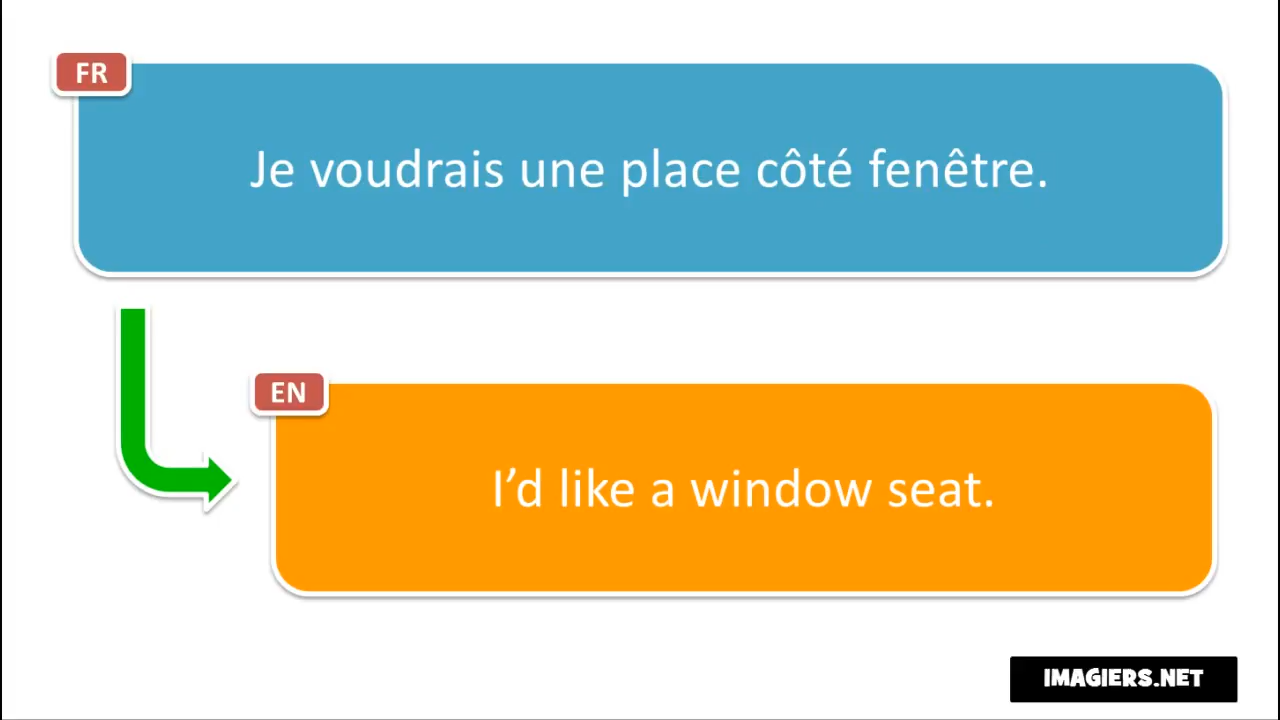 FR
Je voudrais une place côté fenêtre.
EN
I’d like a window seat.
IMAGIERS.NET